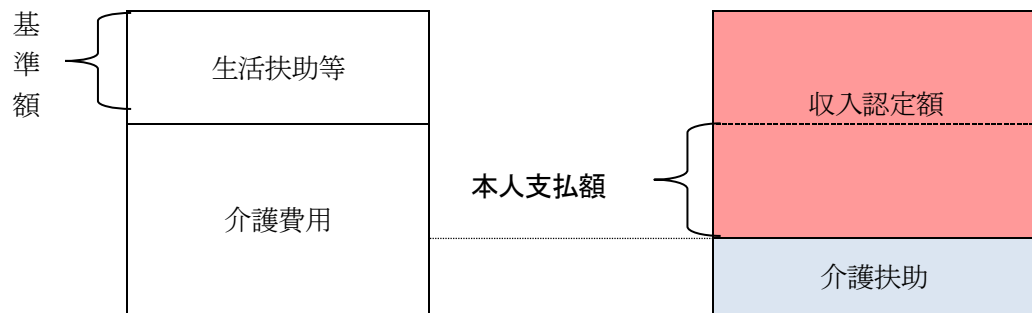 基準額
生活扶助等
収入認定額
本人支払額
介護費用
介護扶助